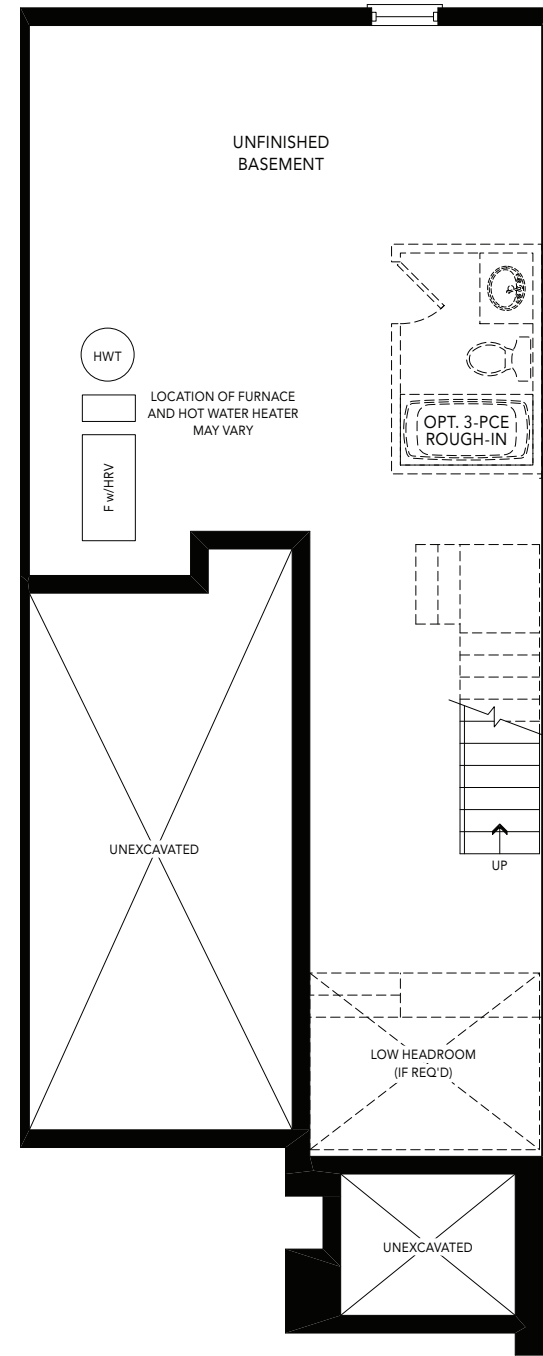 UNFINISHED
BASEMENT
HWT
LOCATION OF FURNACE
AND HOT WATER HEATER
MAY VARY
F w/HRV
OPT. 3-PCE
ROUGH-IN
UNEXCAVATED
UP
LOW HEADROOM
(IF REQ'D)
UNEXCAVATED